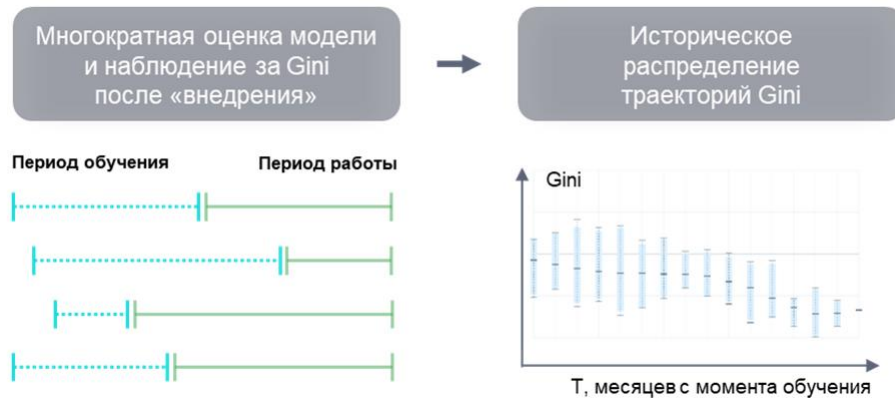 Многократная оценка модели
и наблюдение за Gini
после «внедрения»
Историческое
распределение
траекторий Gini
Период обучения
Период работы
Gini
T, месяцев с момента обучения